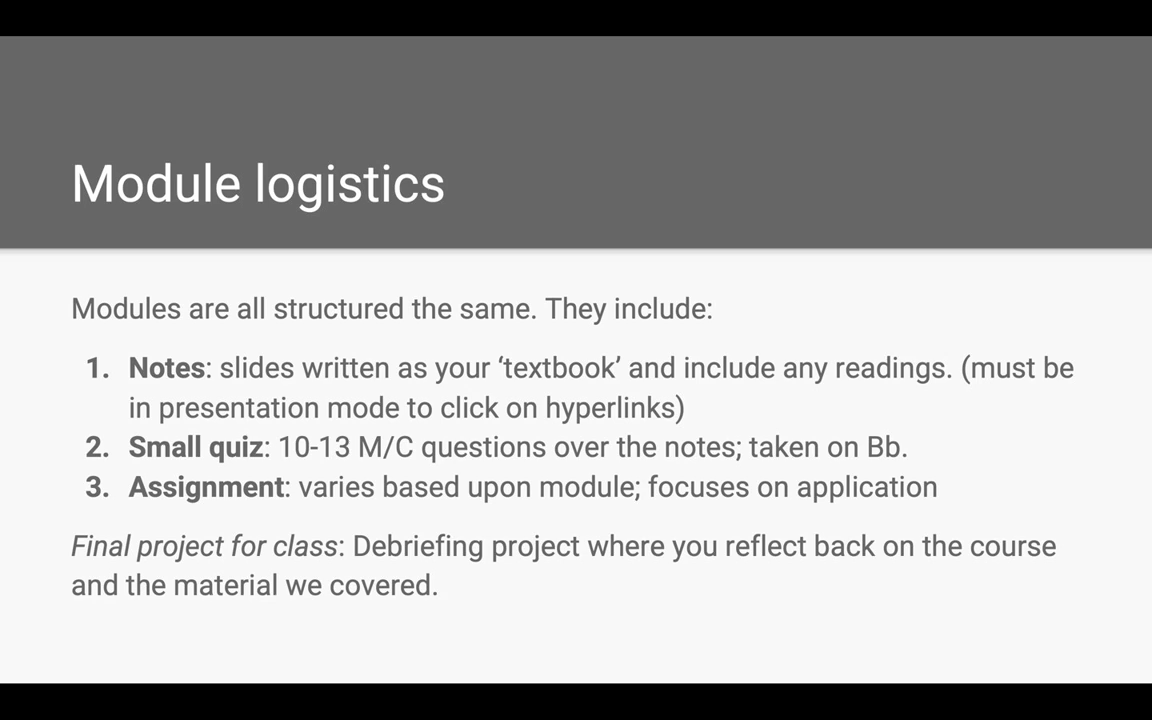 Module logistics
Modules are all structured the same. They include:
1. Notes: slides written as your ‘textbook’ and include any readings. (must be
in presentation mode to click on hyperlinks)
2. Small quiz: 10-13 M/C questions over the notes; taken on Bb.
3. Assignment: varies based upon module; focuses on application
Final project for class: Debriefing project where you reflect back on the course
and the material we covered.